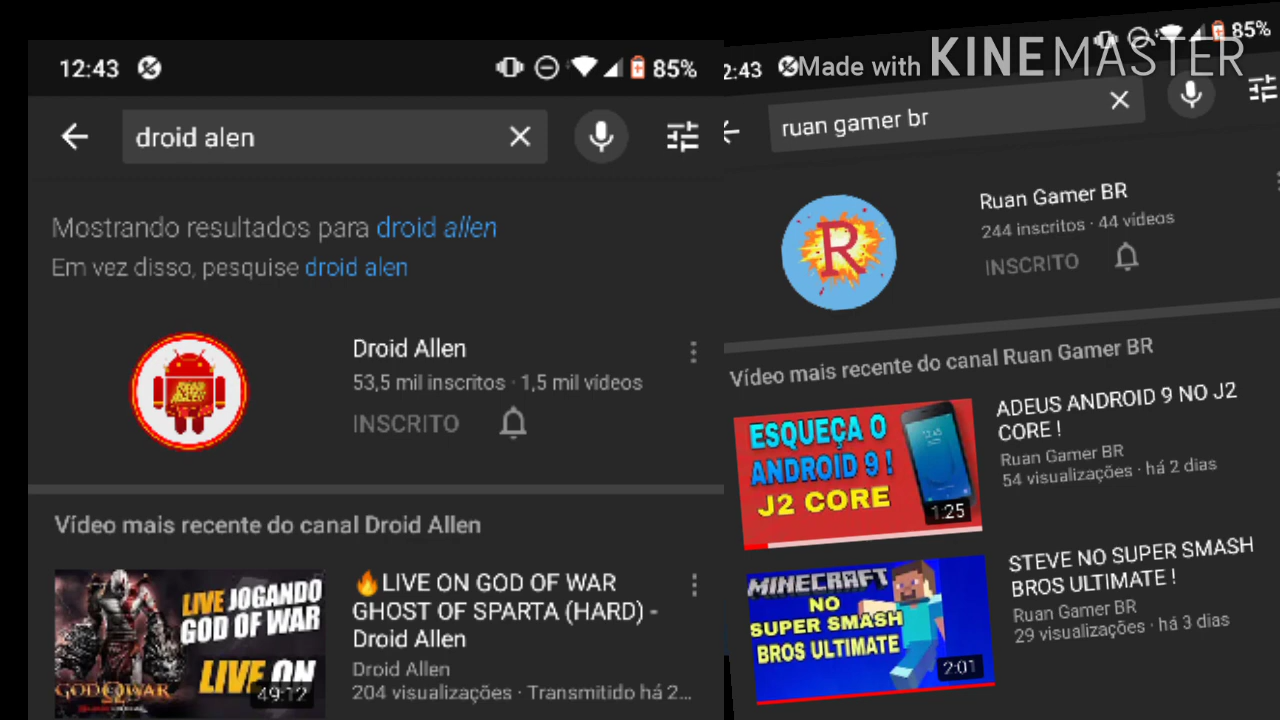 12:43
85%
droid alen
Mostrando resultados para droid allen
Em vez disso, pesquise droid alen
Droid Allen
53,5 mil inscritos · 1,5 mil vídeos
INSCRITO
Vídeo mais recente do canal Droid Allen
LIVE JOGANDO
GOD OF WAR
LIVE ON
GOD OF WAR
49:12
🔥LIVE ON GOD OF WAR
GHOST OF SPARTA (HARD) -
Droid Allen
Droid Allen
204 visualizações · Transmitido há 2...
2:43
85%
Made with KINEMASTER
ruan gamer br
R
Ruan Gamer BR
244 inscritos · 44 vídeos
INSCRITO
Vídeo mais recente do canal Ruan Gamer BR
ESQUEÇA O
ANDROID 9 !
J2 CORE
1:25
ADEUS ANDROID 9 NO J2
CORE !
Ruan Gamer BR
54 visualizações · há 2 dias
MINECRAFT
NO
SUPER SMASH
BROS ULTIMATE
2:01
STEVE NO SUPER SMASH
BROS ULTIMATE !
Ruan Gamer BR
29 visualizações · há 3 dias